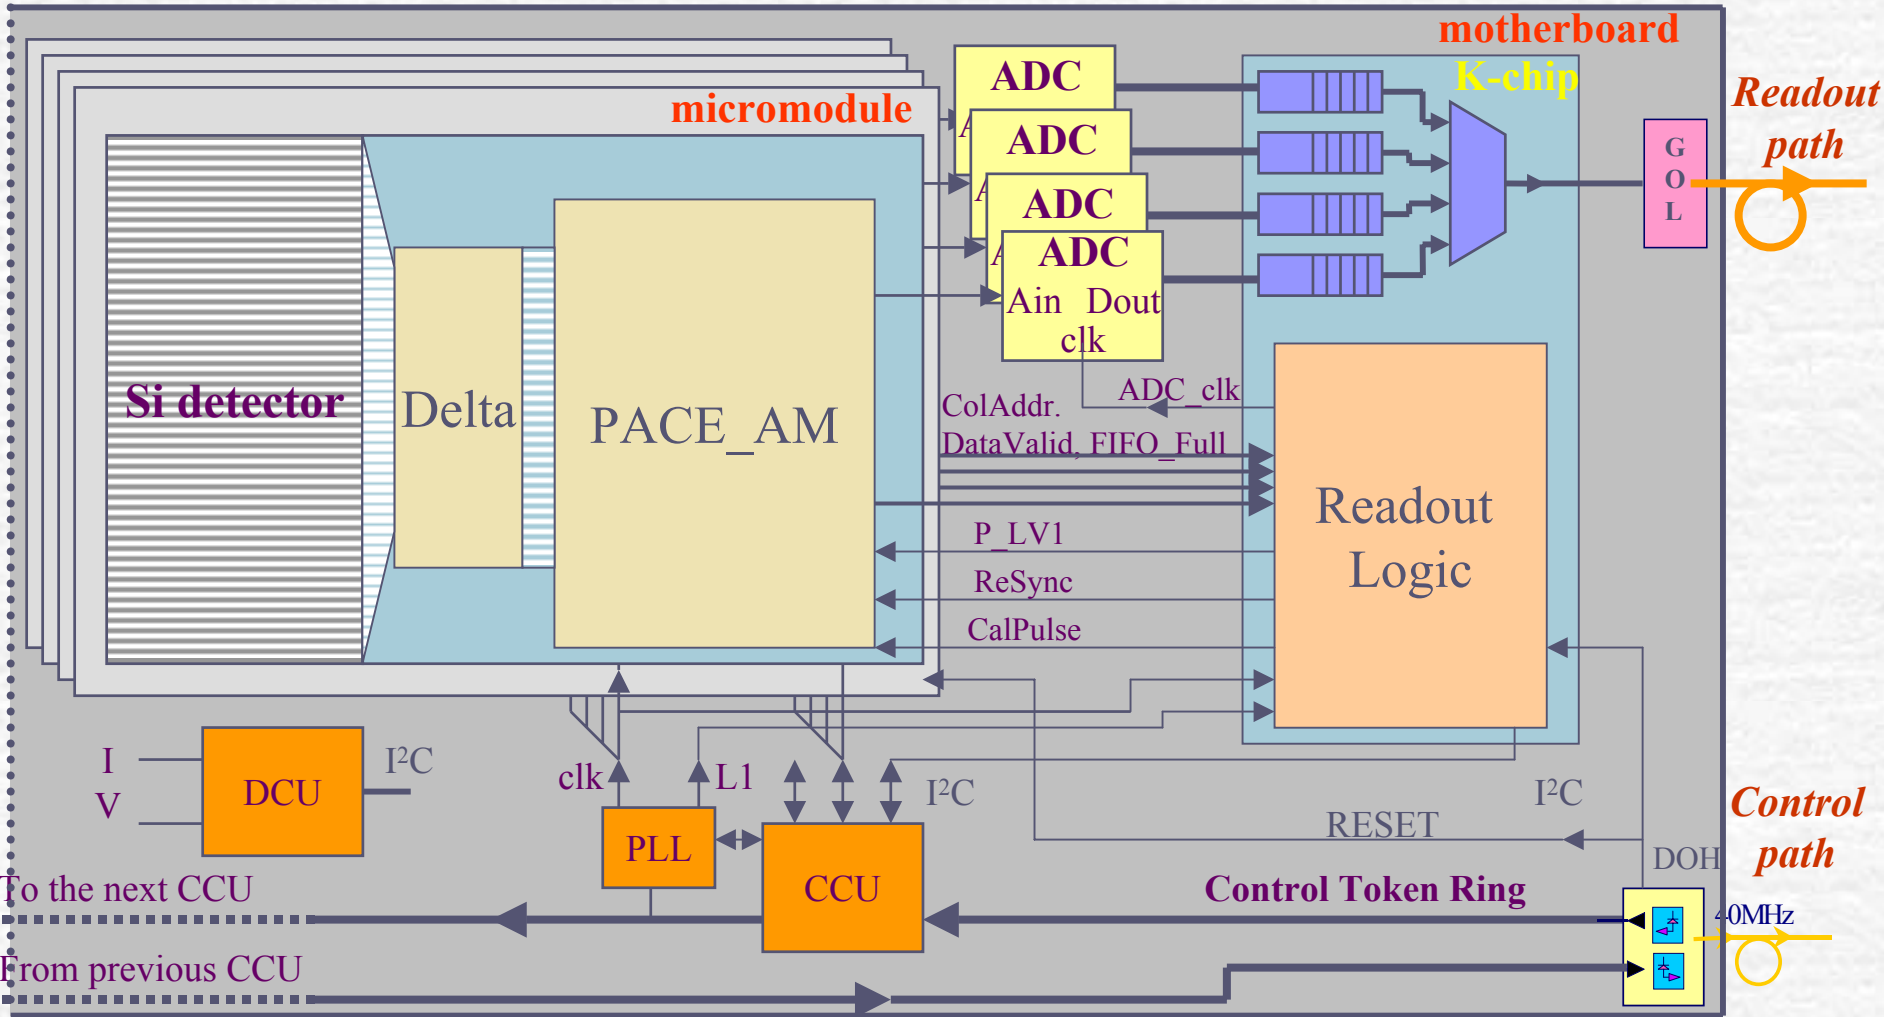 motherboard
K-chip
micromodule
Readout
path
ADC
ADC
ADC
ADC
Ain Dout
clk
G
O
L
Si detector
Delta
PACE_AM
ADC_clk
ColAddr.
DataValid, FIFO_Full
Readout
Logic
P_LV1
ReSync
CalPulse
I
V
DCU
I²C
clk
L1
I²C
I²C
PLL
CCU
RESET
DOH
Control
path
To the next CCU
Control Token Ring
40MHz
From previous CCU